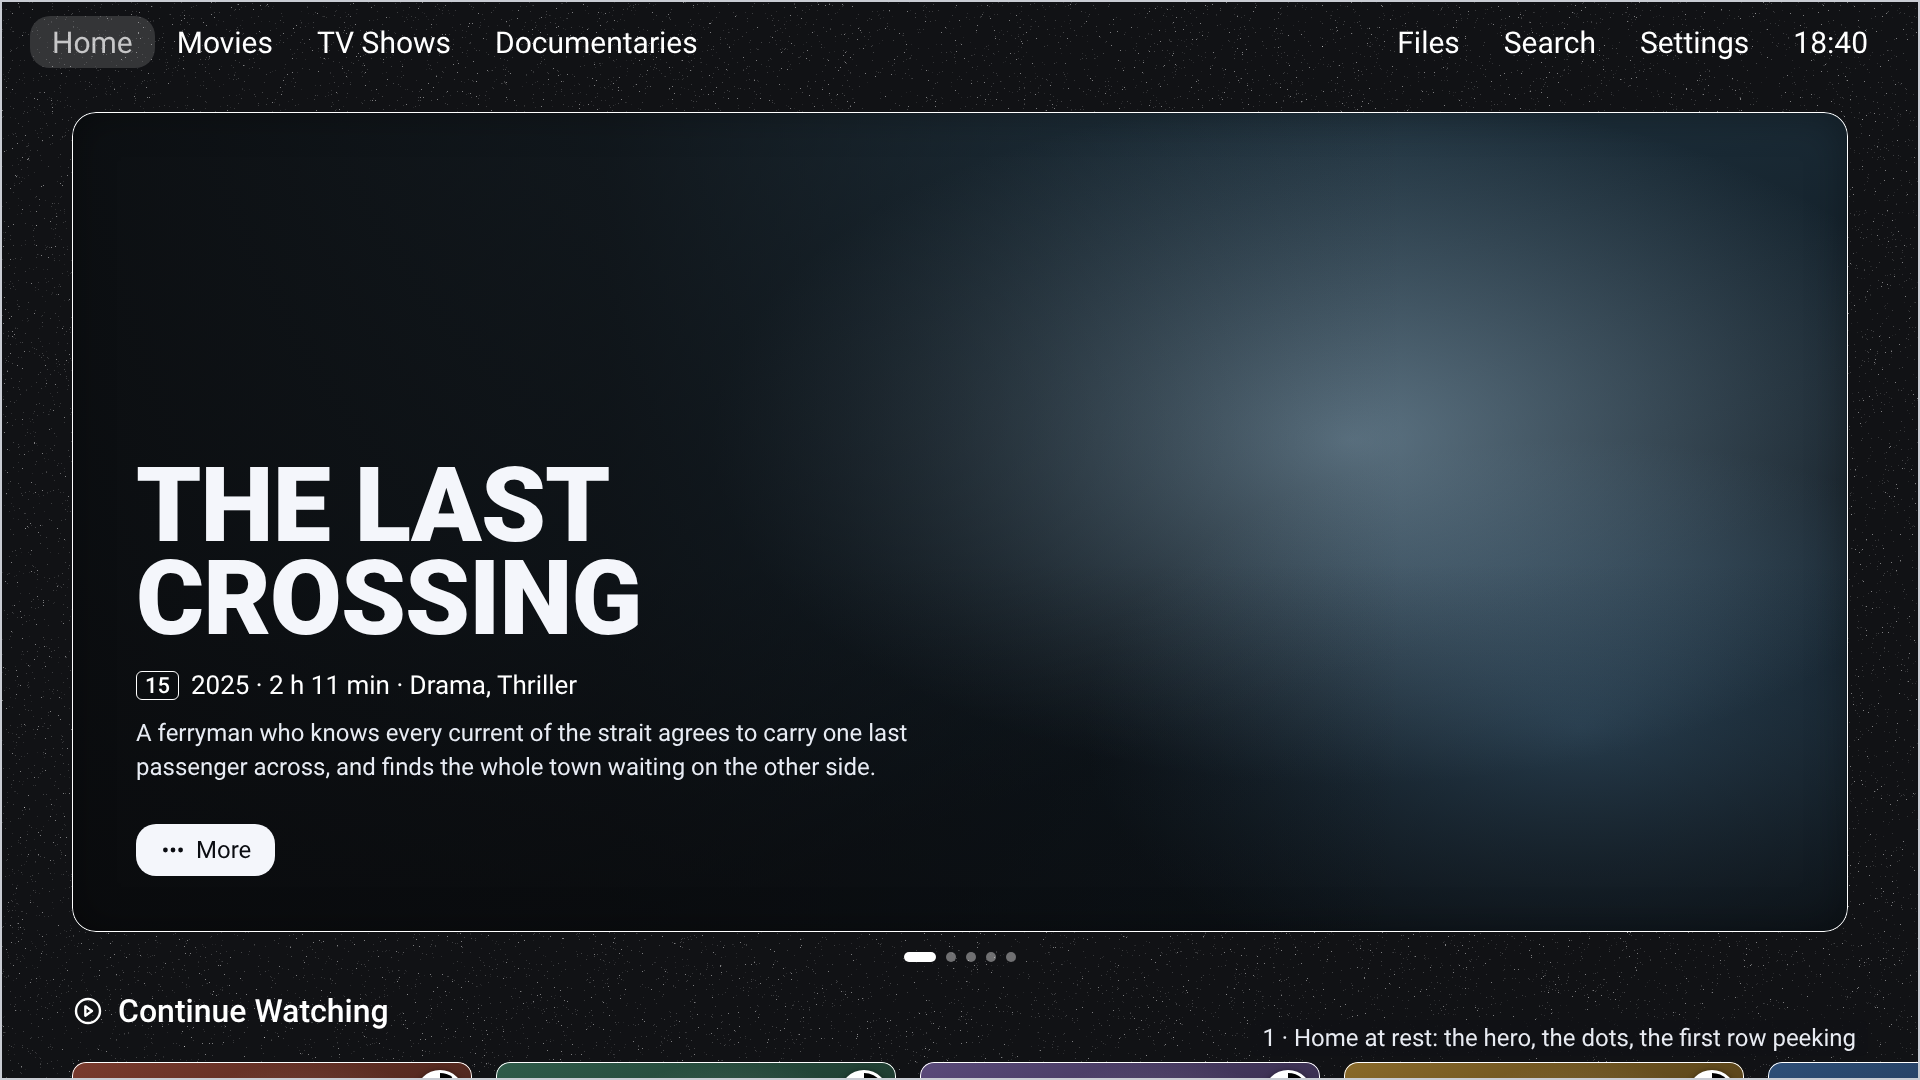 Home Movies TV Shows Documentaries Files Search Settings 18:40
THE LAST
CROSSING
15 2025 · 2 h 11 min · Drama, Thriller
A ferryman who knows every current of the strait agrees to carry one last
passenger across, and finds the whole town waiting on the other side.
More
Continue Watching
1 · Home at rest: the hero, the dots, the first row peeking